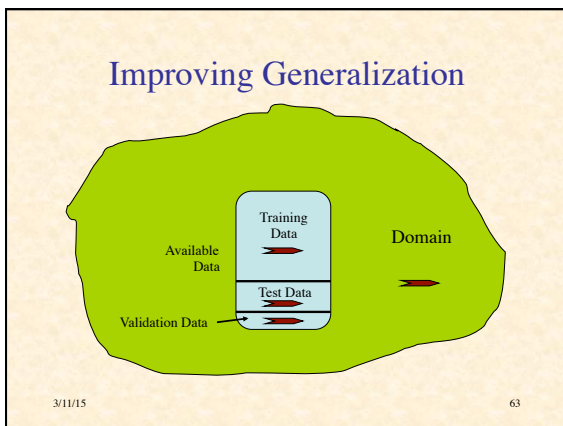 Improving Generalization
Training
Data
Available
Data
Domain
Test Data
Validation Data
3/11/15
63